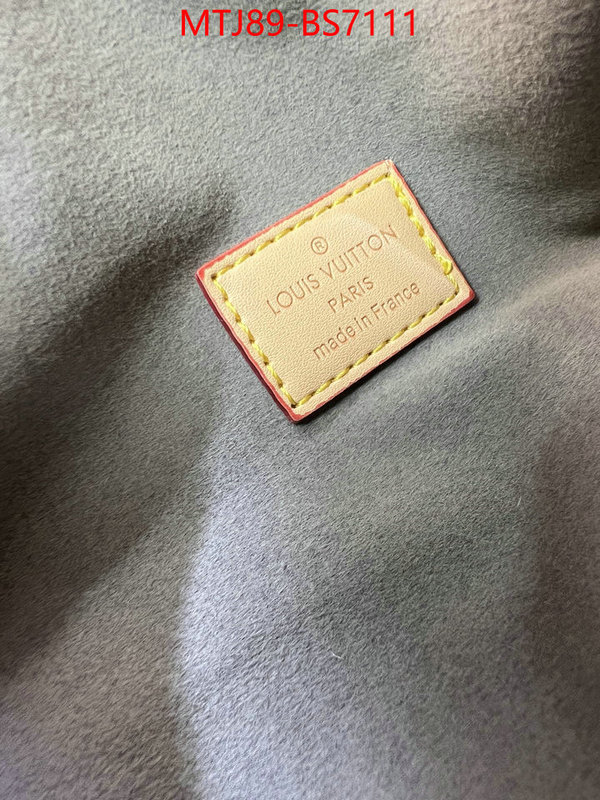 MTJ89-BS7111
®
LOUIS VUITTON
PARIS
made in France